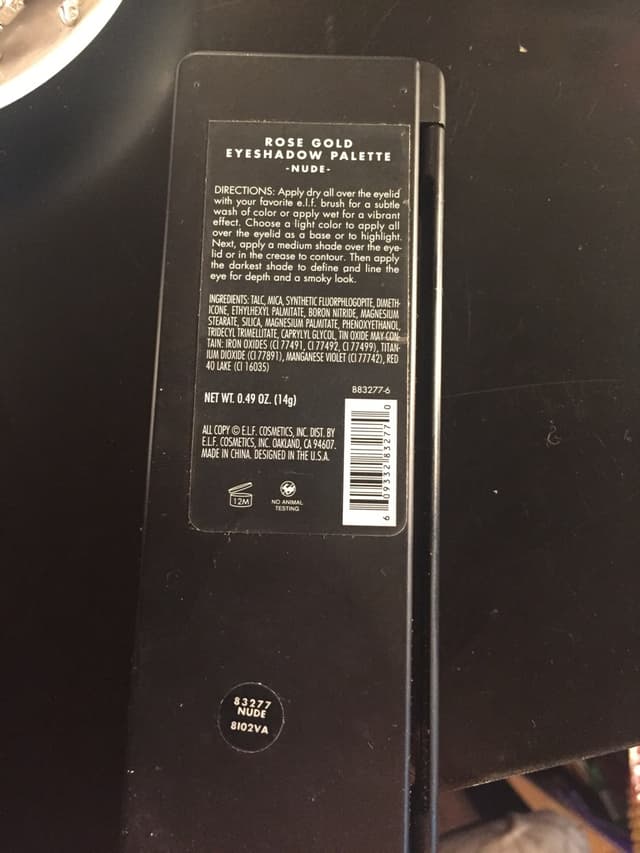 ROSE GOLD
EYESHADOW PALETTE
-NUDE-
DIRECTIONS: Apply dry all over the eyelid
with your favorite e.l.f. brush for a subtle
wash of color or apply wet for a vibrant
effect. Choose a light color to apply all
over the eyelid as a base or to highlight.
Next, apply a medium shade over the eye-
lid or in the crease to contour. Then apply
the darkest shade to define and line the
eye for depth and a smoky look.
INGREDIENTS: TALC, MICA, SYNTHETIC FLUORPHLOGOPITE, DIMETH-
ICONE, ETHYLHEXYL PALMITATE, BORON NITRIDE, MAGNESIUM
STEARATE, SILICA, MAGNESIUM PALMITATE, PHENOXYETHANOL,
TRIDECYL TRIMELLITATE, CAPRYLYL GLYCOL, TIN OXIDE MAY CON-
TAIN: IRON OXIDES (CI 77491, CI 77492, CI 77499), TITAN-
IUM DIOXIDE (CI 77891), MANGANESE VIOLET (CI 77742), RED
40 LAKE (CI 16035)
883277-6
NET WT. 0.49 OZ. (14g)
ALL COPY © E.L.F. COSMETICS, INC. DIST. BY
E.L.F. COSMETICS, INC. OAKLAND, CA 94607.
MADE IN CHINA. DESIGNED IN THE U.S.A.
6 09332 83277 0
12M
NO ANIMAL
TESTING
83277
NUDE
8102VA